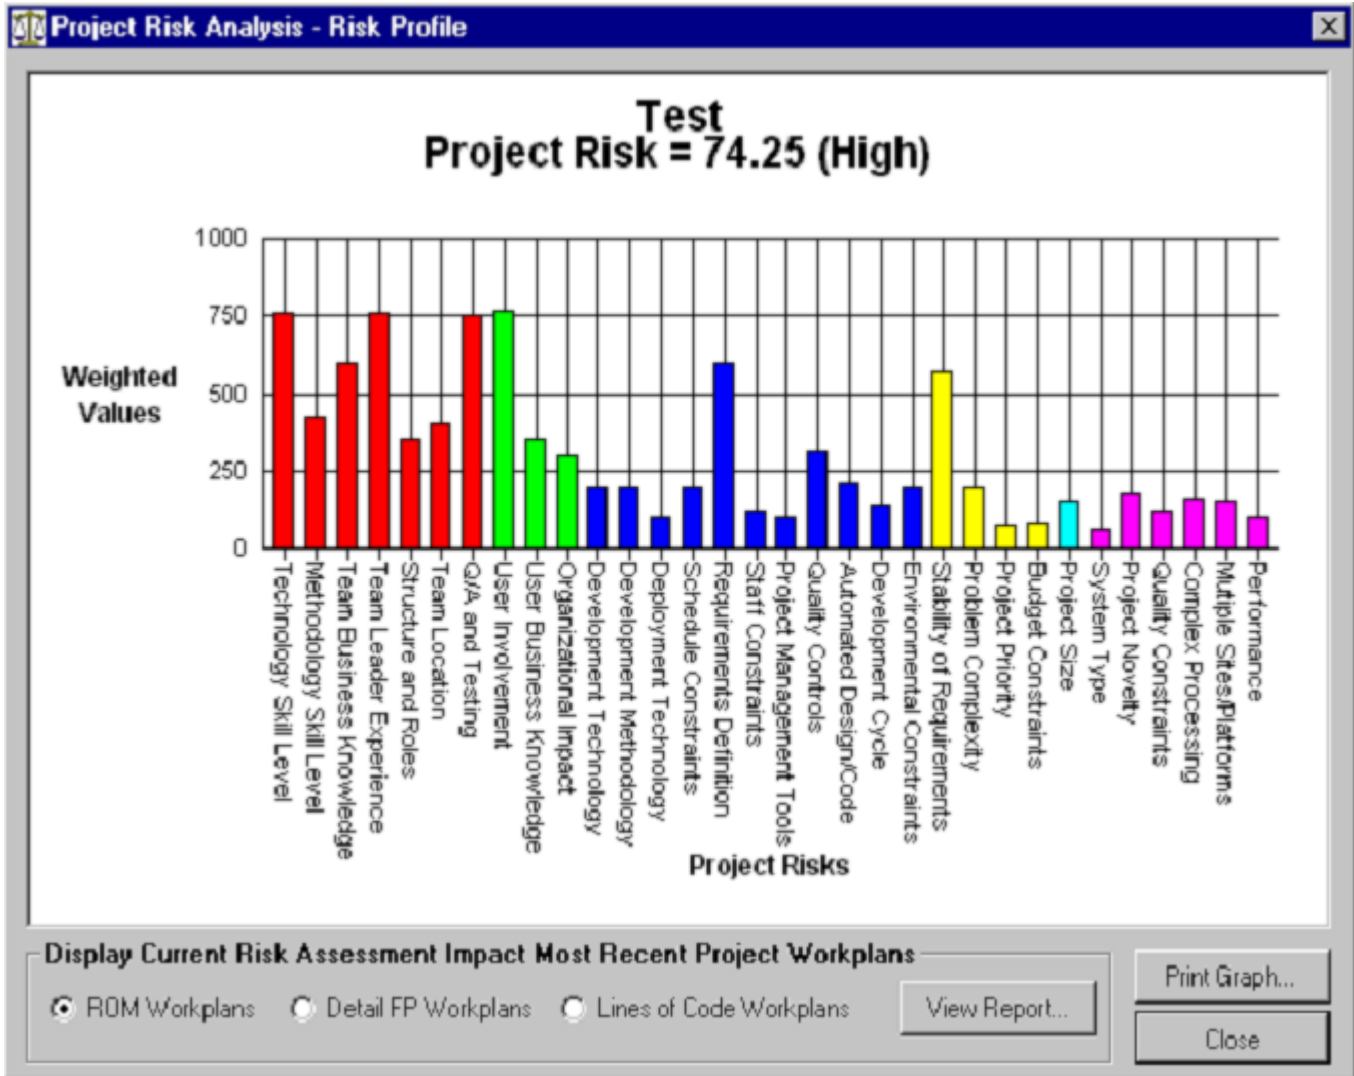 Project Risk Analysis - Risk Profile
Test
Project Risk = 74.25 (High)
1000
750
500
250
0
Weighted
Values
Technology Skill Level
Methodology Skill Level
Team Business Knowledge
Team Leader Experience
Structure and Roles
Team Location
Q/A and Testing
User Involvement
User Business Knowledge
Organizational Impact
Development Technology
Development Methodology
Deployment Technology
Schedule Constraints
Requirements Definition
Staff Constraints
Project Management Tools
Quality Controls
Automated Design/Code
Development Cycle
Environmental Constraints
Stability of Requirements
Problem Complexity
Project Priority
Budget Constraints
Project Size
System Type
Project Novelty
Quality Constraints
Complex Processing
Mutiple Sites/Platforms
Performance
Project Risks
Display Current Risk Assessment Impact Most Recent Project Workplans
ROM Workplans Detail FP Workplans Lines of Code Workplans View Report...
Print Graph...
Close